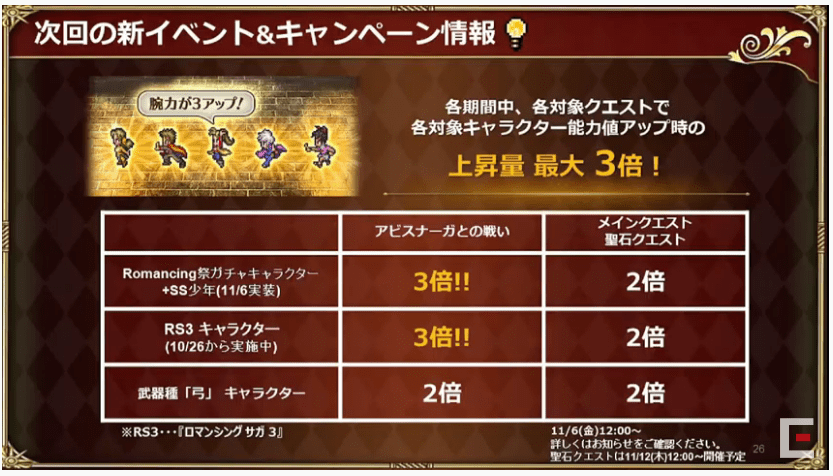 次回の新イベント&キャンペーン情報
腕力が3アップ!
各期間中、各対象クエストで
各対象キャラクター能力値アップ時の
上昇量 最大 3倍！
アビスナーガとの戦い
メインクエスト
聖石クエスト
Romancing祭ガチャキャラクター
+SS少年(11/6実装)
3倍!!
2倍
RS3 キャラクター
(10/26から実施中)
3倍!!
2倍
武器種「弓」 キャラクター
2倍
2倍
※RS3･･･『ロマンシング サガ 3』
11/6(金)12:00～
詳しくはお知らせをご確認ください。
聖石クエストは11/12(木)12:00～開催予定
26